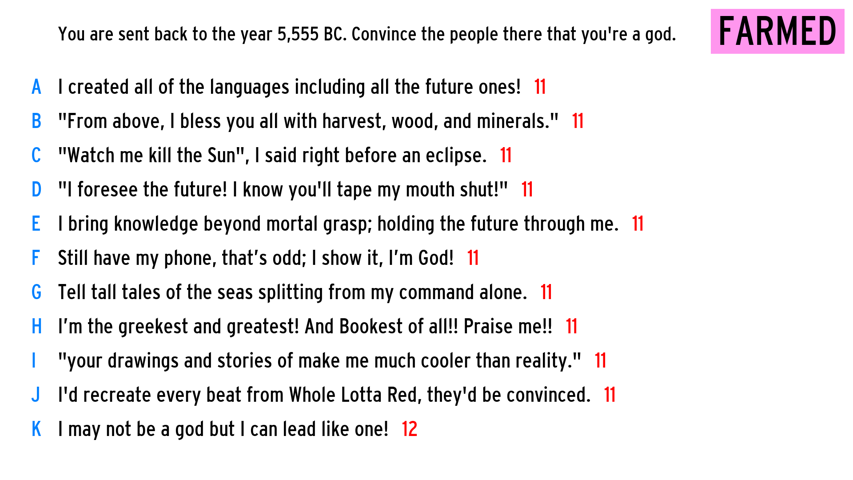 You are sent back to the year 5,555 BC. Convince the people there that you're a god.
FARMED
A I created all of the languages including all the future ones! 11
B "From above, I bless you all with harvest, wood, and minerals." 11
C "Watch me kill the Sun", I said right before an eclipse. 11
D "I foresee the future! I know you'll tape my mouth shut!" 11
E I bring knowledge beyond mortal grasp; holding the future through me. 11
F Still have my phone, that’s odd; I show it, I’m God! 11
G Tell tall tales of the seas splitting from my command alone. 11
H I’m the greekest and greatest! And Bookest of all!! Praise me!! 11
I "your drawings and stories of make me much cooler than reality." 11
J I'd recreate every beat from Whole Lotta Red, they'd be convinced. 11
K I may not be a god but I can lead like one! 12